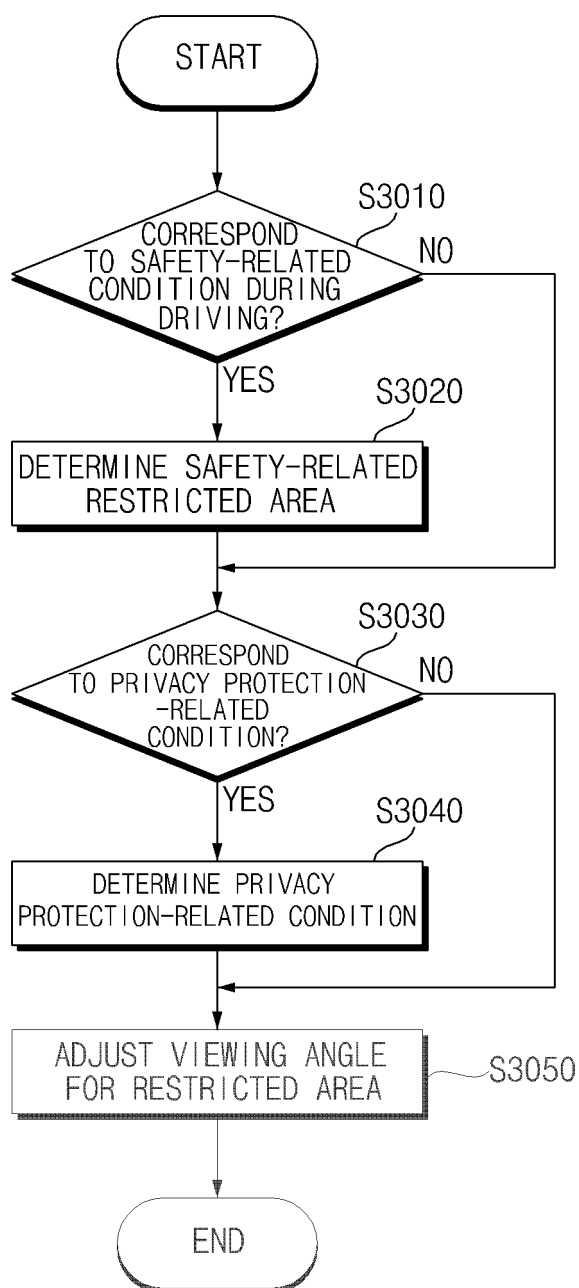 START
S3010
CORRESPOND
TO SAFETY-RELATED
CONDITION DURING
DRIVING?
NO
YES
S3020
DETERMINE SAFETY-RELATED
RESTRICTED AREA
S3030
CORRESPOND
TO PRIVACY PROTECTION
-RELATED
CONDITION?
NO
YES
S3040
DETERMINE PRIVACY
PROTECTION-RELATED CONDITION
ADJUST VIEWING ANGLE
FOR RESTRICTED AREA
S3050
END